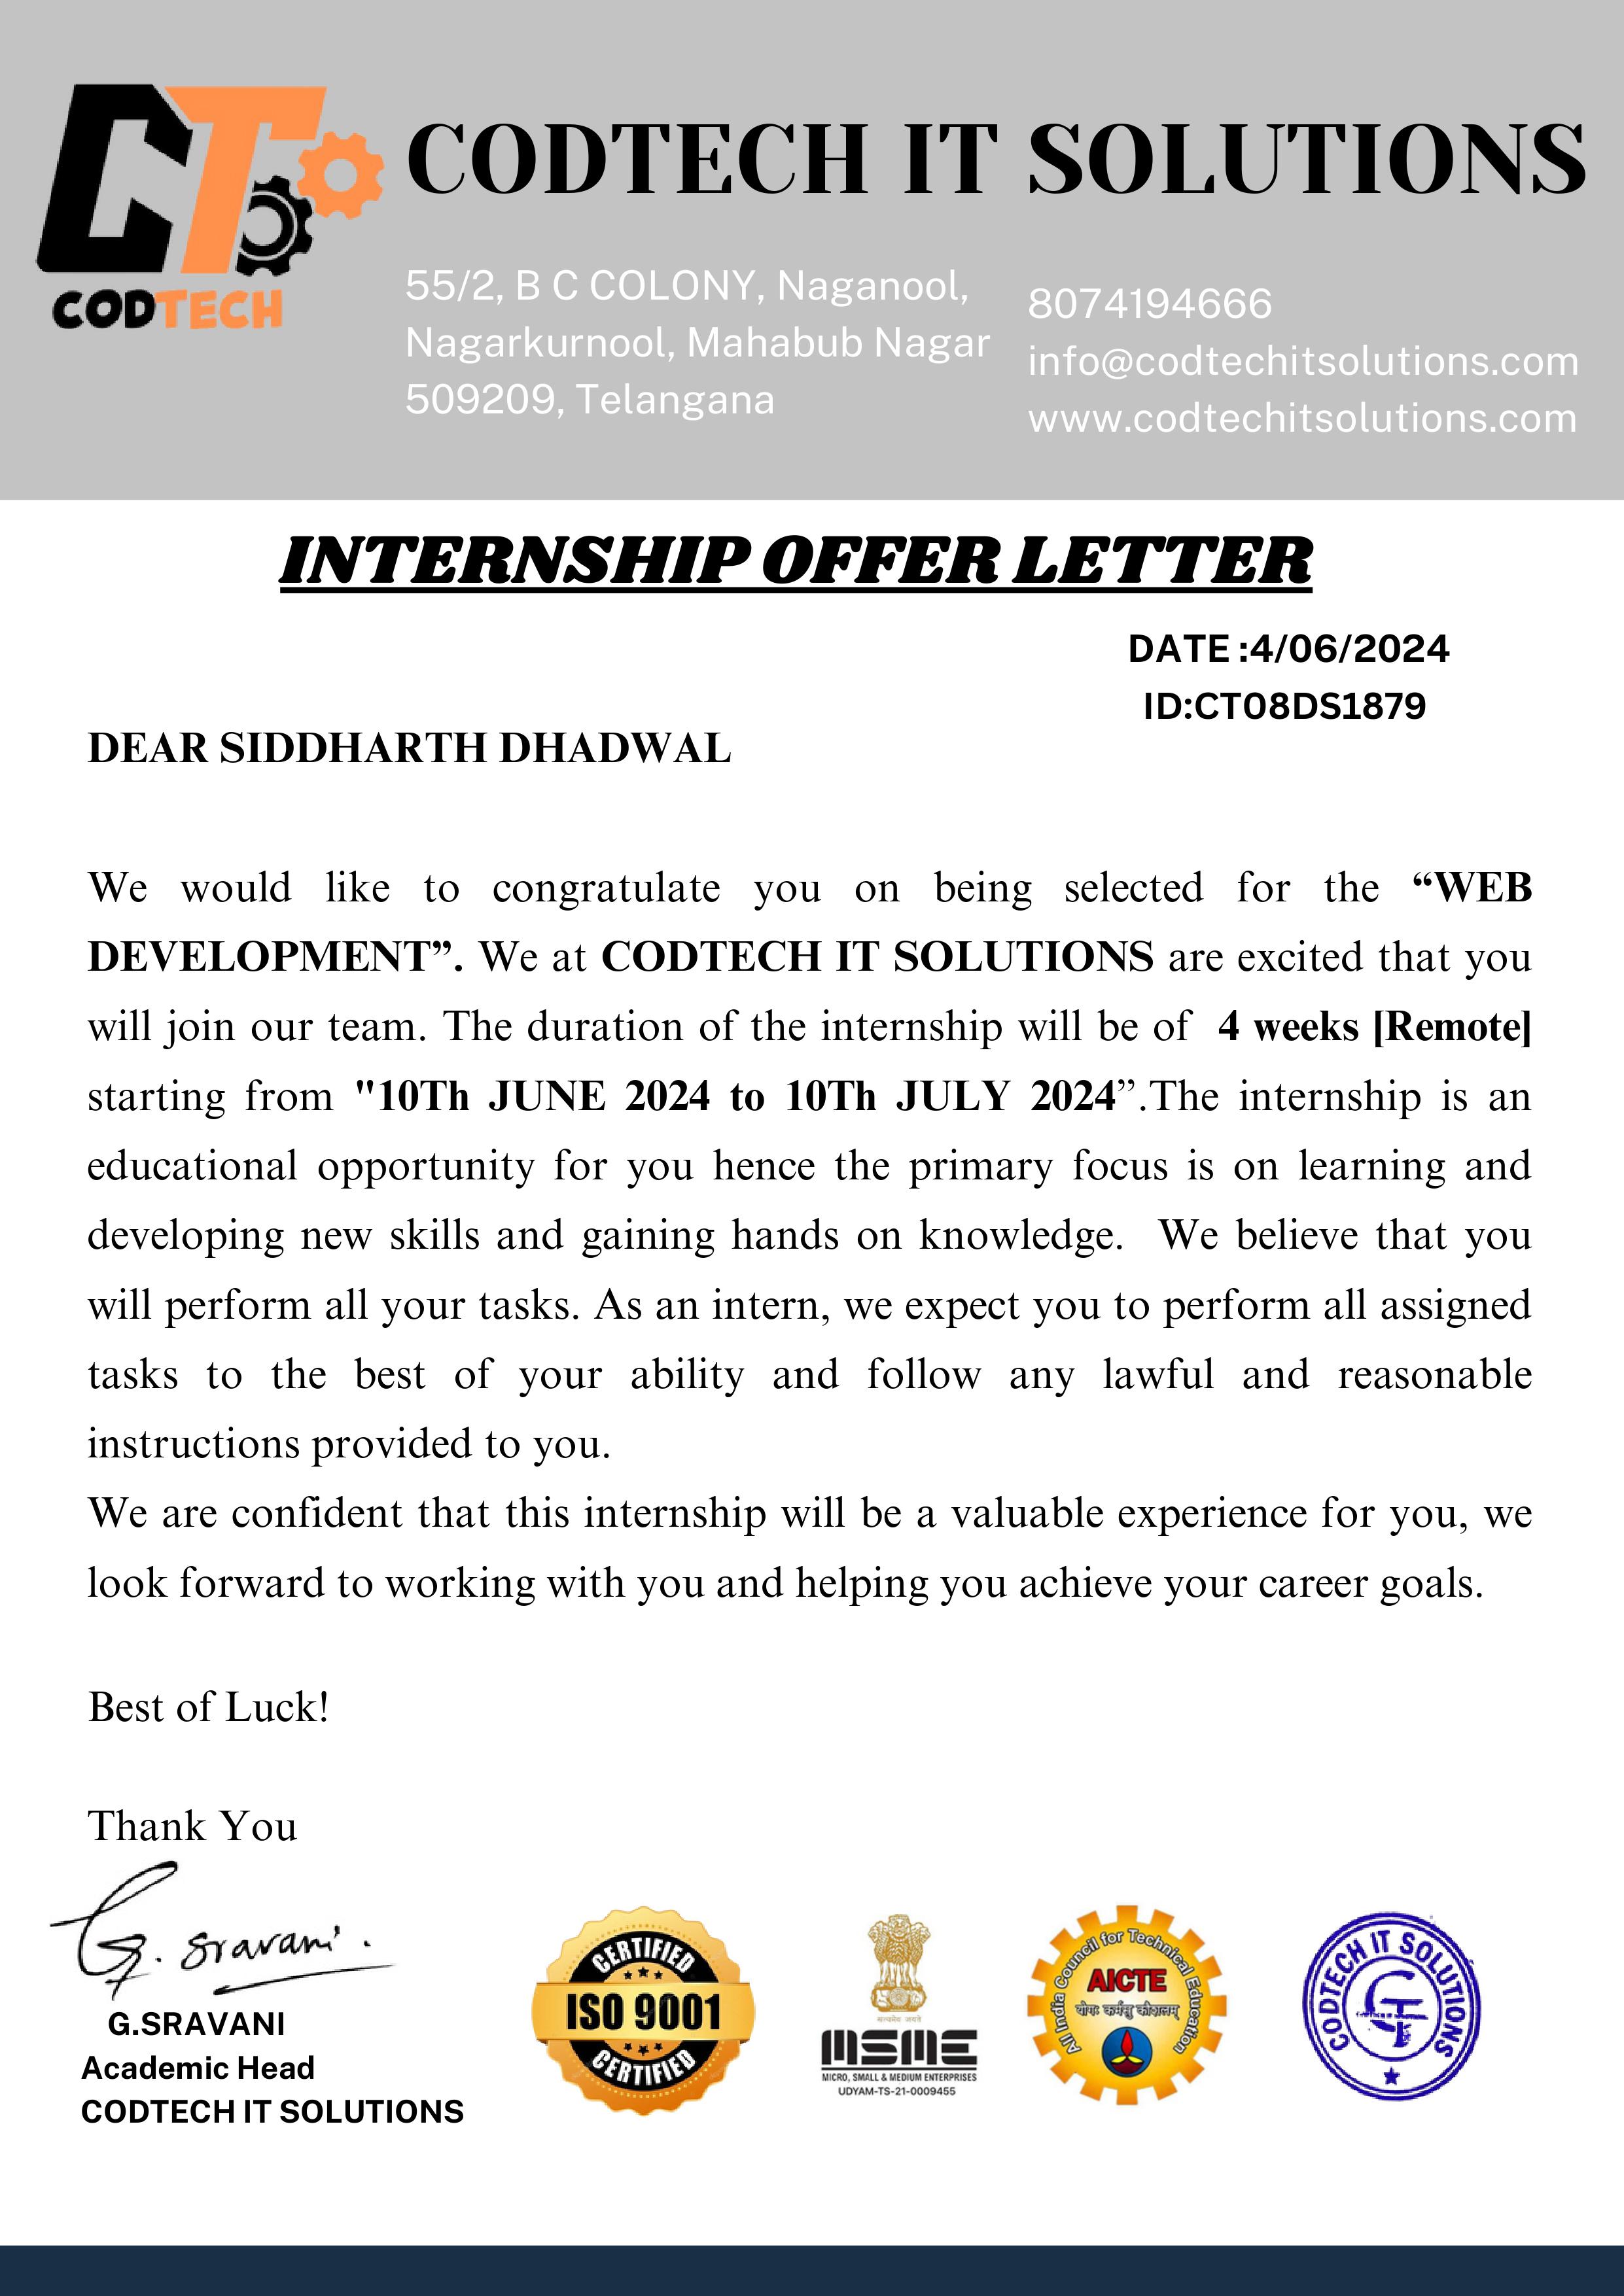 CT
CODTECH
CODTECH IT SOLUTIONS
55/2, B C COLONY, Naganool,
Nagarkurnool, Mahabub Nagar
509209, Telangana
8074194666
info@codtechitsolutions.com
www.codtechitsolutions.com
INTERNSHIP OFFER LETTER
DATE :4/06/2024
ID:CT08DS1879
DEAR SIDDHARTH DHADWAL
We would like to congratulate you on being selected for the “WEB
DEVELOPMENT”. We at CODTECH IT SOLUTIONS are excited that you
will join our team. The duration of the internship will be of 4 weeks [Remote]
starting from "10Th JUNE 2024 to 10Th JULY 2024”.The internship is an
educational opportunity for you hence the primary focus is on learning and
developing new skills and gaining hands on knowledge. We believe that you
will perform all your tasks. As an intern, we expect you to perform all assigned
tasks to the best of your ability and follow any lawful and reasonable
instructions provided to you.
We are confident that this internship will be a valuable experience for you, we
look forward to working with you and helping you achieve your career goals.
Best of Luck!
Thank You
G. Sravani.
G.SRAVANI
Academic Head
CODTECH IT SOLUTIONS
CERTIFIED
ISO 9001
CERTIFIED
सत्यमेव जयते
MSME
MICRO, SMALL & MEDIUM ENTERPRISES
UDYAM-TS-21-0009455
All India Council for Technical Education
AICTE
योगः कर्मसु कौशलम्
CODTECH IT SOLUTIONS
CT